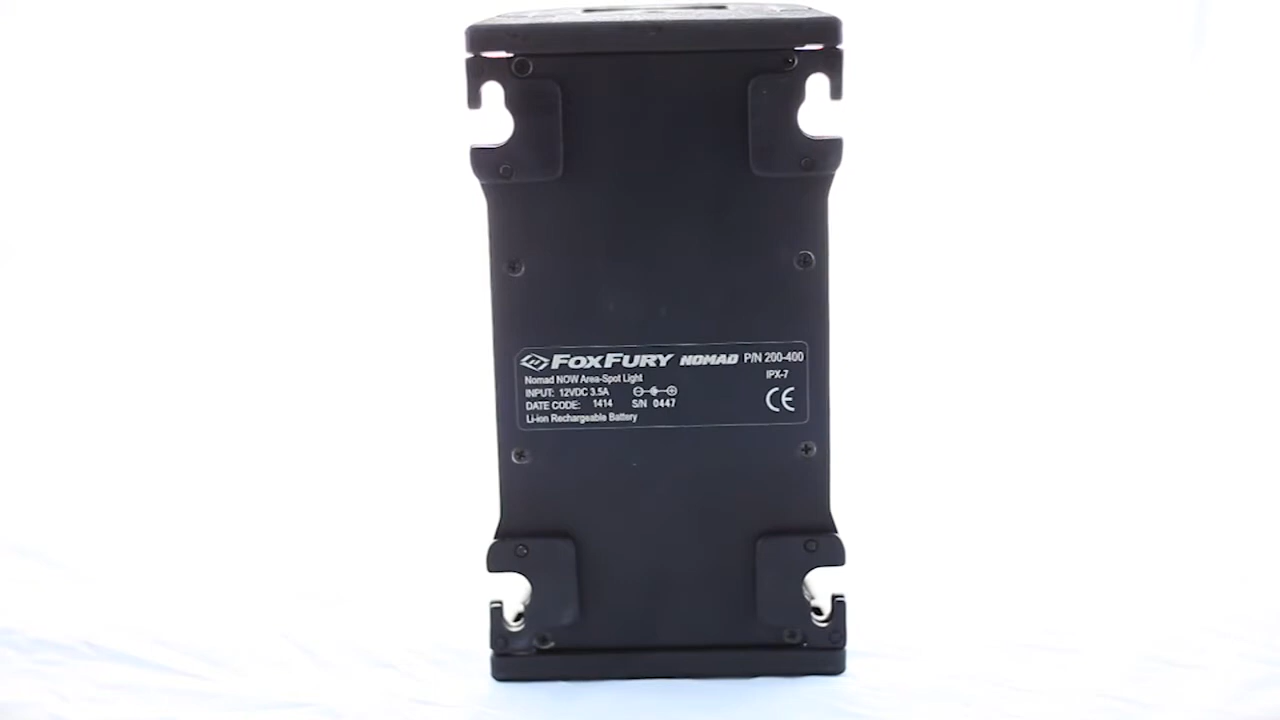 FOXFURY NOMAD P/N 200-400
Nomad NOW Area-Spot Light IPX-7
INPUT: 12VDC 3.5A
DATE CODE: 1414 S/N 0447 CE
Li-ion Rechargeable Battery